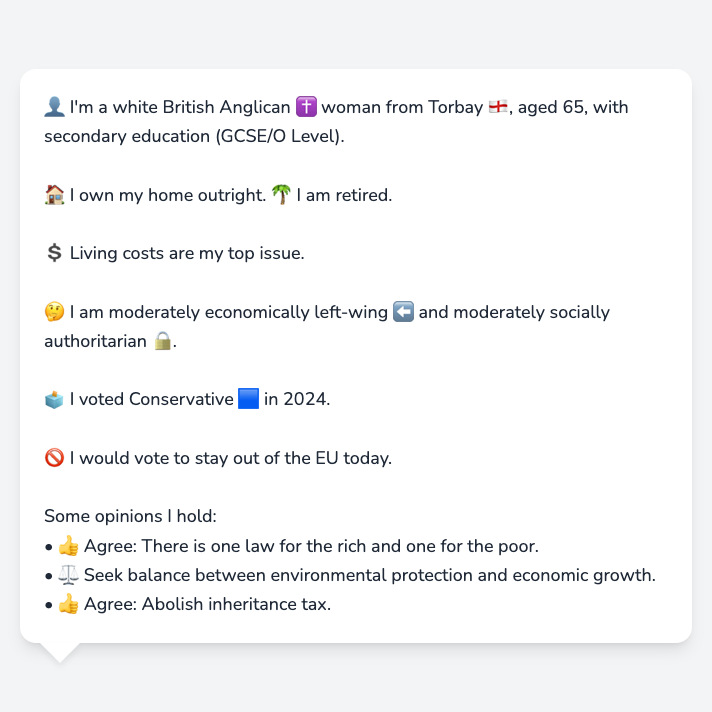 👤 I'm a white British Anglican ✝️ woman from Torbay 🏴󠁧󠁢󠁥󠁮󠁧󠁿, aged 65, with
secondary education (GCSE/O Level).
🏠 I own my home outright. 🌴 I am retired.
💲 Living costs are my top issue.
🤔 I am moderately economically left-wing ⬅️ and moderately socially
authoritarian 🔒.
🗳️ I voted Conservative 🟦 in 2024.
🚫 I would vote to stay out of the EU today.
Some opinions I hold:
• 👍 Agree: There is one law for the rich and one for the poor.
• ⚖️ Seek balance between environmental protection and economic growth.
• 👍 Agree: Abolish inheritance tax.